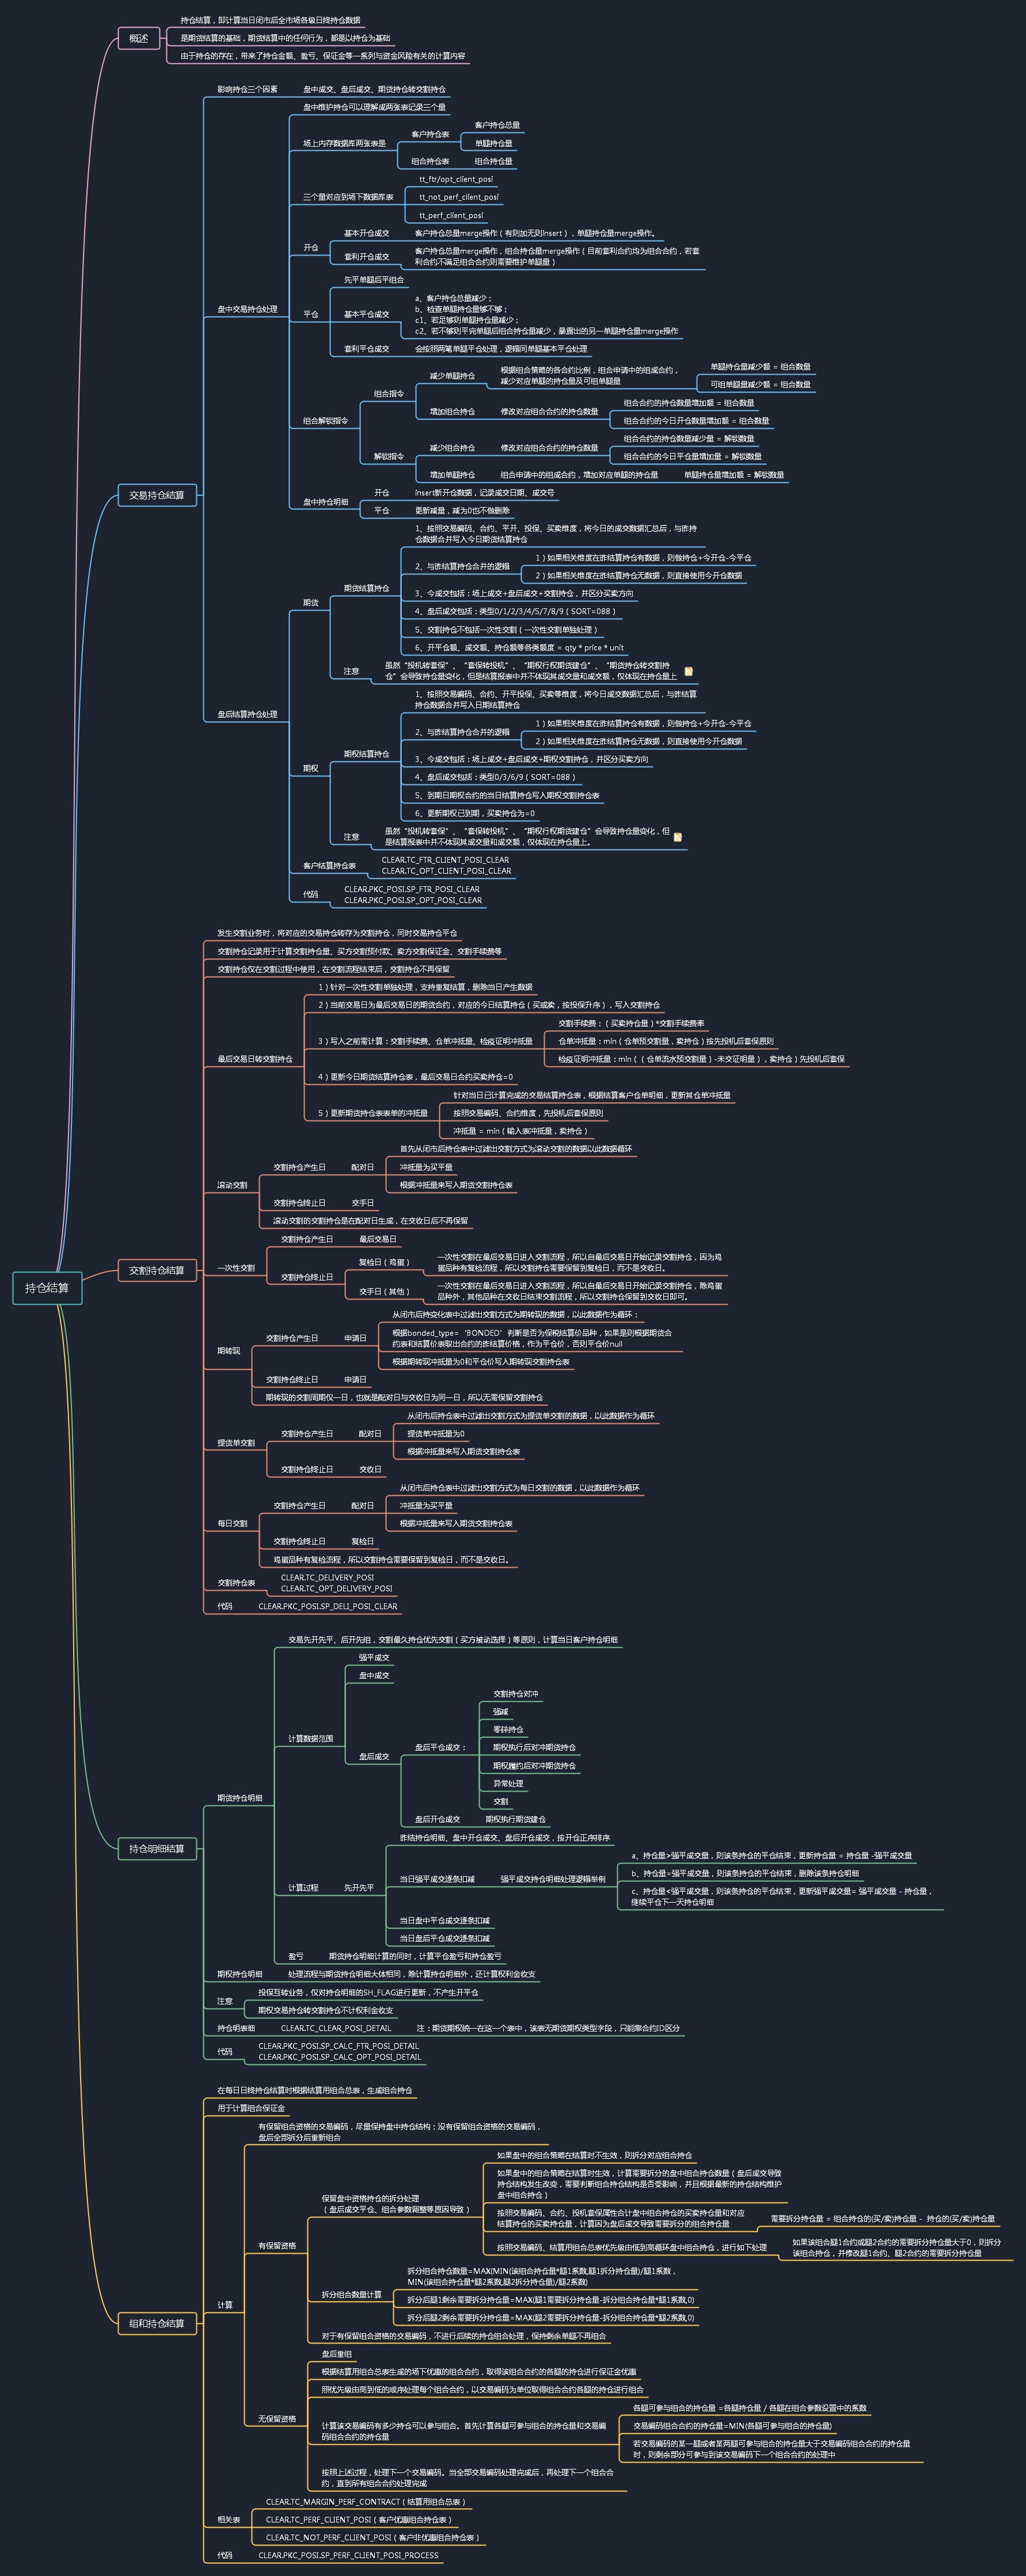 持仓结算
概述
持仓结算，即计算当日闭市后全市场各级日终持仓数据
是期货结算的基础，期货结算中的任何行为，都是以持仓为基础
由于持仓的存在，带来了持仓金额、盈亏、保证金等一系列与资金风险有关的计算内容
交易持仓结算
影响持仓三个因素
盘中成交、盘后成交、期货持仓转交割持仓
盘中交易持仓处理
盘中维护持仓可以理解成两张表记录三个量
场上内存数据库两张表是
客户持仓表
客户持仓总量
单腿持仓量
组合持仓表
组合持仓量
三个量对应到场下数据库表
tt_ftr/opt_client_posi
tt_not_perf_client_posi
tt_perf_client_posi
开仓
基本开仓成交
客户持仓总量merge操作（有则加无则insert），单腿持仓量merge操作。
套利开仓成交
客户持仓总量merge操作，组合持仓量merge操作（目前套利合约均为组合合约，若套
利合约不满足组合合约则需要维护单腿量）
平仓
先平单腿后平组合
基本平仓成交
a、客户持仓总量减少；
b、检查单腿持仓量够不够；
c1、若足够则单腿持仓量减少；
c2、若不够则平完单腿后组合持仓量减少，暴露出的另一单腿持仓量merge操作
套利平仓成交
会按照两笔单腿平仓处理，逻辑同单腿基本平仓处理
组合解锁指令
组合指令
减少单腿持仓
根据组合策略的各合约比例，组合申请中的组成合约，
减少对应单腿的持仓量及可组单腿量
单腿持仓量减少额 = 组合数量
可组单腿量减少额 = 组合数量
增加组合持仓
修改对应组合合约的持仓数量
组合合约的持仓数量增加额 = 组合数量
组合合约的今日开仓数量增加额 = 组合数量
解锁指令
减少组合持仓
修改对应组合合约的持仓数量
组合合约的持仓数量减少量 = 解锁数量
组合合约的今日平仓量增加量 = 解锁数量
增加单腿持仓
组合申请中的组成合约，增加对应单腿的持仓量
单腿持仓量增加额 = 解锁数量
盘中持仓明细
开仓
insert新开仓数据，记录成交日期、成交号
平仓
更新减量，减为0也不做删除
盘后结算持仓处理
期货
期货结算持仓
1、按照交易编码、合约、平开、投保、买卖维度，将今日的成交数据汇总后，与昨持
仓数据合并写入今日期货结算持仓
2、与昨结算持仓合并的逻辑
1）如果相关维度在昨结算持仓有数据，则做持仓+今开仓-今平仓
2）如果相关维度在昨结算持仓无数据，则直接使用今开仓数据
3、今成交包括：场上成交+盘后成交+交割持仓，并区分买卖方向
4、盘后成交包括：类型0/1/2/3/4/5/7/8/9（SORT=088）
5、交割持仓不包括一次性交割（一次性交割单独处理）
6、开平仓额、成交额、持仓额等各类额度 = qty * price * unit
注意
虽然“投机转套保”、“套保转投机”、“期权行权期货建仓”、“期货持仓转交割持
仓”会导致持仓量变化，但是结算报表中并不体现其成交量和成交额，仅体现在持仓量上
期权
期权结算持仓
1、按照交易编码、合约、开平投保、买卖等维度，将今日成交数据汇总后，与昨结算
持仓数据合并写入日期结算持仓
2、与昨结算持仓合并的逻辑
1）如果相关维度在昨结算持仓有数据，则做持仓+今开仓-今平仓
2）如果相关维度在昨结算持仓无数据，则直接使用今开仓数据
3、今成交包括：场上成交+盘后成交+期权交割持仓，并区分买卖方向
4、盘后成交包括：类型0/3/6/9（SORT=088）
5、到期日期权合约的当日结算持仓写入期权交割持仓表
6、更新期权已到期，买卖持仓为=0
注意
虽然“投机转套保”、“套保转投机”、“期权行权期货建仓”会导致持仓量变化，但
是结算报表中并不体现其成交量和成交额，仅体现在持仓量上。
客户结算持仓表
CLEAR.TC_FTR_CLIENT_POSI_CLEAR
CLEAR.TC_OPT_CLIENT_POSI_CLEAR
代码
CLEAR.PKC_POSI.SP_FTR_POSI_CLEAR
CLEAR.PKC_POSI.SP_OPT_POSI_CLEAR
交割持仓结算
发生交割业务时，将对应的交易持仓转存为交割持仓，同时交易持仓平仓
交割持仓记录用于计算交割持仓量、买方交割预付款、卖方交割保证金、交割手续费等
交割持仓仅在交割过程中使用，在交割流程结束后，交割持仓不再保留
最后交易日转交割持仓
1）针对一次性交割单独处理，支持重复结算，删除当日产生数据
2）当前交易日为最后交易日的期货合约，对应的今日结算持仓（买或卖，按投保升序），写入交割持仓
3）写入之前需计算：交割手续费、仓单冲抵量、检疫证明冲抵量
交割手续费：（买卖持仓量）*交割手续费率
仓单冲抵量：min（仓单预交割量，卖持仓）按先投机后套保原则
检疫证明冲抵量：min（（仓单流水预交割量）-未交证明量），卖持仓）先投机后套保
4）更新今日期货结算持仓表，最后交易日合约买卖持仓=0
5）更新期货持仓表表单的冲抵量
针对当日已计算完成的交易结算持仓表，根据结算客户仓单明细，更新其仓单冲抵量
按照交易编码、合约维度，先投机后套保原则
冲抵量 = min（输入表冲抵量，卖持仓）
滚动交割
交割持仓产生日
配对日
首先从闭市后持仓表中过滤出交割方式为滚动交割的数据以此数据循环
冲抵量为买平量
根据冲抵量来写入期货交割持仓表
交割持仓终止日
交手日
滚动交割的交割持仓是在配对日生成，在交收日后不再保留
一次性交割
交割持仓产生日
最后交易日
交割持仓终止日
复检日（鸡蛋）
一次性交割在最后交易日进入交割流程，所以自最后交易日开始记录交割持仓，因为鸡
蛋品种有复检流程，所以交割持仓需要保留到复检日，而不是交收日。
交手日（其他）
一次性交割在最后交易日进入交割流程，所以自最后交易日开始记录交割持仓，除鸡蛋
品种外，其他品种在交收日结束交割流程，所以交割持仓保留到交收日即可。
期转现
交割持仓产生日
申请日
从闭市后持变化表中过滤出交割方式为期转现的数据，以此数据作为循环：
根据bonded_type=‘BONDED’判断是否为保税结算价品种，如果是则根据期货合
约表和结算价表取出合约的昨结算价格，作为平仓价，否则平仓价null
根据期转现冲抵量为0和平仓价写入期转现交割持仓表
交割持仓终止日
申请日
期转现的交割周期仅一日，也就是配对日与交收日为同一日，所以无需保留交割持仓
提货单交割
交割持仓产生日
配对日
从闭市后持仓表中过滤出交割方式为提货单交割的数据，以此数据作为循环
提货单冲抵量为0
根据冲抵量来写入期货交割持仓表
交割持仓终止日
交收日
每日交割
交割持仓产生日
配对日
从闭市后持仓表中过滤出交割方式为每日交割的数据，以此数据作为循环
冲抵量为买平量
根据冲抵量来写入期货交割持仓表
交割持仓终止日
复检日
鸡蛋品种有复检流程，所以交割持仓需要保留到复检日，而不是交收日。
交割持仓表
CLEAR.TC_DELIVERY_POSI
CLEAR.TC_OPT_DELIVERY_POSI
代码
CLEAR.PKC_POSI.SP_DELI_POSI_CLEAR
持仓明细结算
期货持仓明细
交易先开先平、后开先组，交割最久持仓优先交割（买方被动选择）等原则，计算当日客户持仓明细
计算数据范围
强平成交
盘中成交
盘后成交
盘后平仓成交：
交割持仓对冲
强减
零碎持仓
期权执行后对冲期货持仓
期权履约后对冲期货持仓
异常处理
交割
盘后开仓成交
期权执行期货建仓
计算过程
先开先平
昨结持仓明细、盘中开仓成交、盘后开仓成交，按开仓正序排序
当日强平成交逐条扣减
强平成交持仓明细处理逻辑举例
a、持仓量>强平成交量，则该条持仓的平仓结束，更新持仓量 = 持仓量 -强平成交量
b、持仓量=强平成交量，则该条持仓的平仓结束，删除该条持仓明细
c、持仓量<强平成交量，则该条持仓的平仓结束，更新强平成交量= 强平成交量 - 持仓量，
继续平仓下一天持仓明细
当日盘中平仓成交逐条扣减
当日盘后平仓成交逐条扣减
盈亏
期货持仓明细计算的同时，计算平仓盈亏和持仓盈亏
期权持仓明细
处理流程与期货持仓明细大体相同，除计算持仓明细外，还计算权利金收支
注意
投保互转业务，仅对持仓明细的SH_FLAG进行更新，不产生开平仓
期权交易持仓转交割持仓不计权利金收支
持仓明表细
CLEAR.TC_CLEAR_POSI_DETAIL
注：期货期权统一在这一个表中，该表无期货期权类型字段，只能靠合约ID区分
代码
CLEAR.PKC_POSI.SP_CALC_FTR_POSI_DETAIL
CLEAR.PKC_POSI.SP_CALC_OPT_POSI_DETAIL
组和持仓结算
在每日日终持仓结算时根据结算用组合总表，生成组合持仓
用于计算组合保证金
计算
有保留组合资格的交易编码，尽量保持盘中持仓结构；没有保留组合资格的交易编码，
盘后全部拆分后重新组合
有保留资格
保留盘中资格持仓的拆分处理
（盘后成交平仓、组合参数调整等原因导致）
如果盘中的组合策略在结算时不生效，则拆分对应组合持仓
如果盘中的组合策略在结算时生效，计算需要拆分的盘中组合持仓数量（盘后成交导致
持仓结构发生改变，需要判断组合持仓结构是否变影响，并且根据最新的持仓结构维护
盘中组合持仓）
按照交易编码、合约、投机套保属性合计盘中组合持仓的买卖持仓量和对应
结算持仓的买卖持仓量，计算因为盘后成交导致需要拆分的组合持仓量
需要拆分持仓量 = 组合持仓的(买/卖)持仓量 - 持仓的(买/卖)持仓量
按照交易编码、结算用组合总表优先级由低到高循环盘中组合持仓，进行如下处理
如果该组合腿1合约或腿2合约的需要拆分持仓量大于0，则拆分
该组合持仓，并修改腿1合约、腿2合约的需要拆分持仓量
拆分组合数量计算
拆分组合持仓数量=MAX(MIN(该组合持仓量*腿1系数,腿1拆分持仓量)/腿1系数，
MIN(该组合持仓量*腿2系数,腿2拆分持仓量)/腿2系数)
拆分后腿1剩余需要拆分持仓量=MAX(腿1需要拆分持仓量-拆分组合持仓量*腿1系数,0)
拆分后腿2剩余需要拆分持仓量=MAX(腿2需要拆分持仓量-拆分组合持仓量*腿2系数,0)
对于有保留组合资格的交易编码，不进行后续的持仓组合处理，保持剩余单腿不再组合
无保留资格
盘后重组
根据结算用组合总表生成的场下优惠的组合合约，取得该组合合约的各腿的持仓进行保证金优惠
照优先级由高到低的顺序处理每个组合合约，以交易编码为单位取得组合合约各腿的持仓进行组合
计算该交易编码有多少持仓可以参与组合。首先计算各腿可参与组合的持仓量和交易编
码组合合约的持仓量
各腿可参与组合的持仓量 =各腿持仓量 / 各腿在组合参数设置中的系数
交易编码组合合约的持仓量=MIN(各腿可参与组合的持仓量)
若交易编码的某一腿或者某两腿可参与组合的持仓量大于交易编码组合合约的持仓量
时，则剩余部分可参与到该交易编码下一个组合合约的处理中
按照上述过程，处理下一个交易编码。当全部交易编码处理完成后，再处理下一个组合合
约，直到所有组合合约处理完成
相关表
CLEAR.TC_MARGIN_PERF_CONTRACT（结算用组合总表）
CLEAR.TC_PERF_CLIENT_POSI（客户优惠组合持仓表）
CLEAR.TC_NOT_PERF_CLIENT_POSI（客户非优惠组合持仓表）
代码
CLEAR.PKC_POSI.SP_PERF_CLIENT_POSI_PROCESS